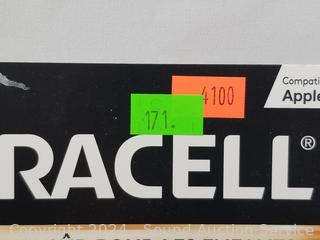 4100
Compati
Apple
171.
RACELL®
Copyright 2024 - Sound Auction Service